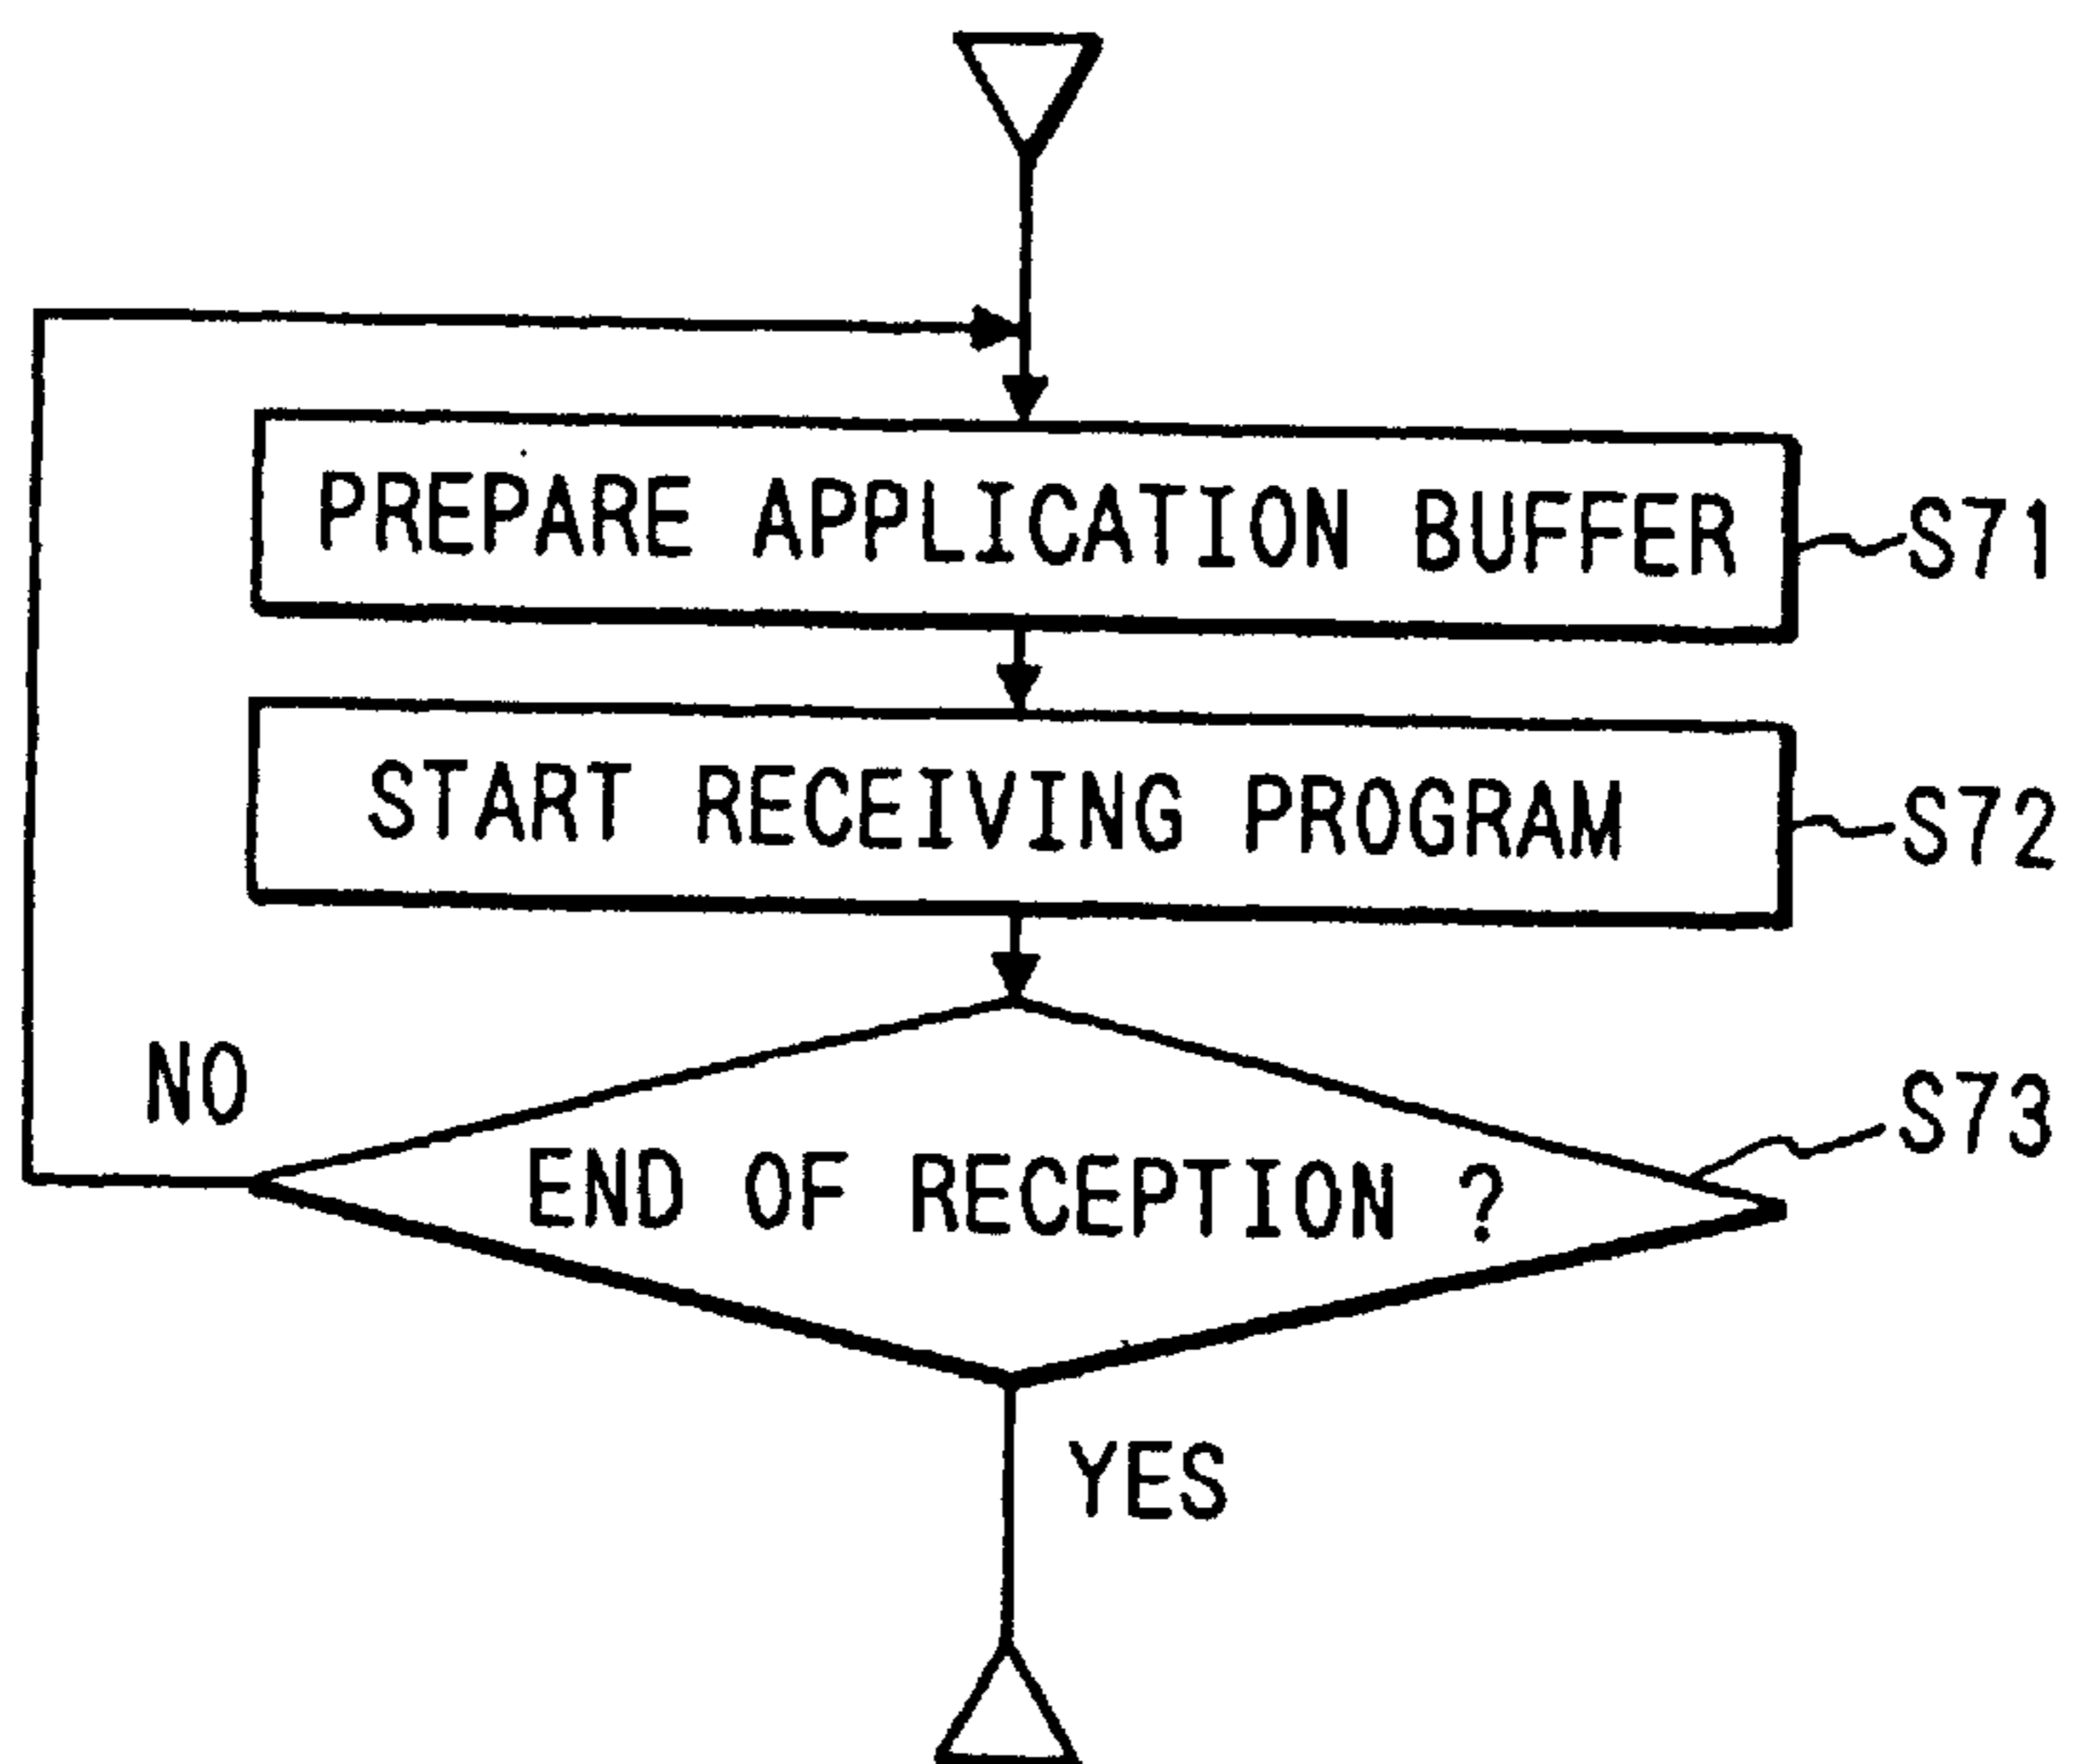 PREPARE APPLICATION BUFFER
S71
START RECEIVING PROGRAM
S72
NO
S73
END OF RECEPTION ?
YES